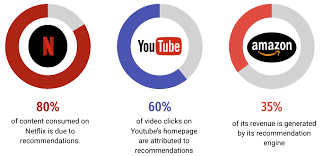 N
YouTube
amazon
80%
of content consumed on
Netflix is due to
recommendations.
60%
of video clicks on
Youtube's homepage
are attributed to
recommendations
35%
of its revenue is generated
by its recommendation
engine